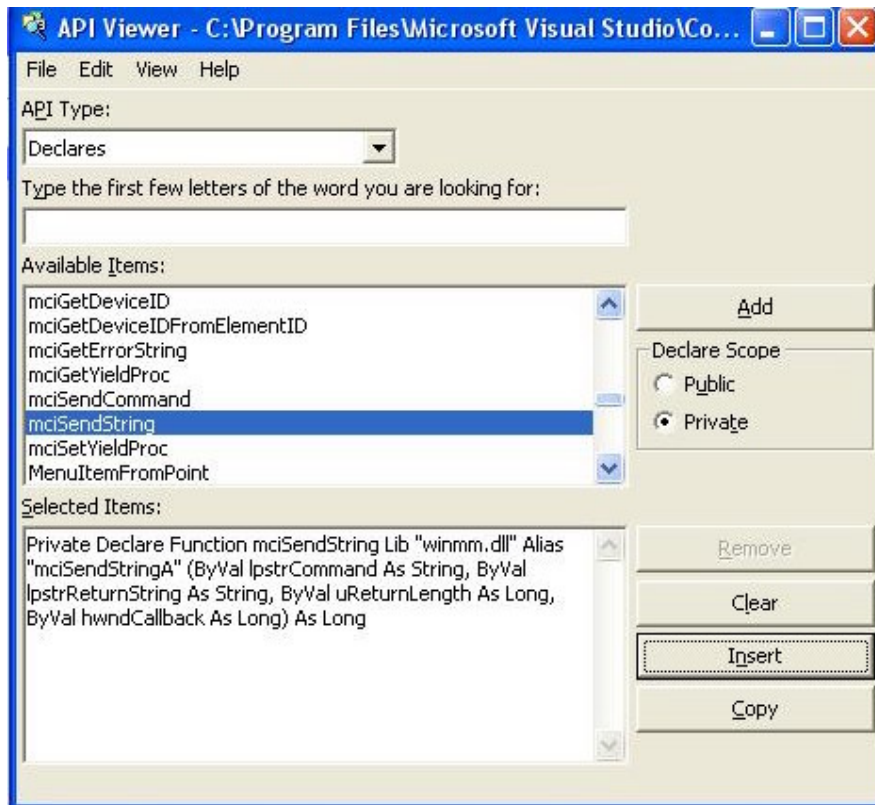 API Viewer - C:\Program Files\Microsoft Visual Studio\Co...
File Edit View Help
API Type:
Declares
Type the first few letters of the word you are looking for:
Available Items:
mciGetDeviceID
mciGetDeviceIDFromElementID
mciGetErrorString
mciGetYieldProc
mciSendCommand
mciSendString
mciSetYieldProc
MenuItemFromPoint
Add
Declare Scope
Public
Private
Selected Items:
Private Declare Function mciSendString Lib "winmm.dll" Alias
"mciSendStringA" (ByVal lpstrCommand As String, ByVal
lpstrReturnString As String, ByVal uReturnLength As Long,
ByVal hwndCallback As Long) As Long
Remove
Clear
Insert
Copy